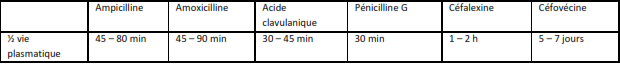 Ampicilline Amoxicilline Acide Pénicilline G Céfalexine Céfovécine
clavulanique
½ vie 45 – 80 min 45 – 90 min 30 – 45 min 30 min 1 – 2 h 5 – 7 jours
plasmatique